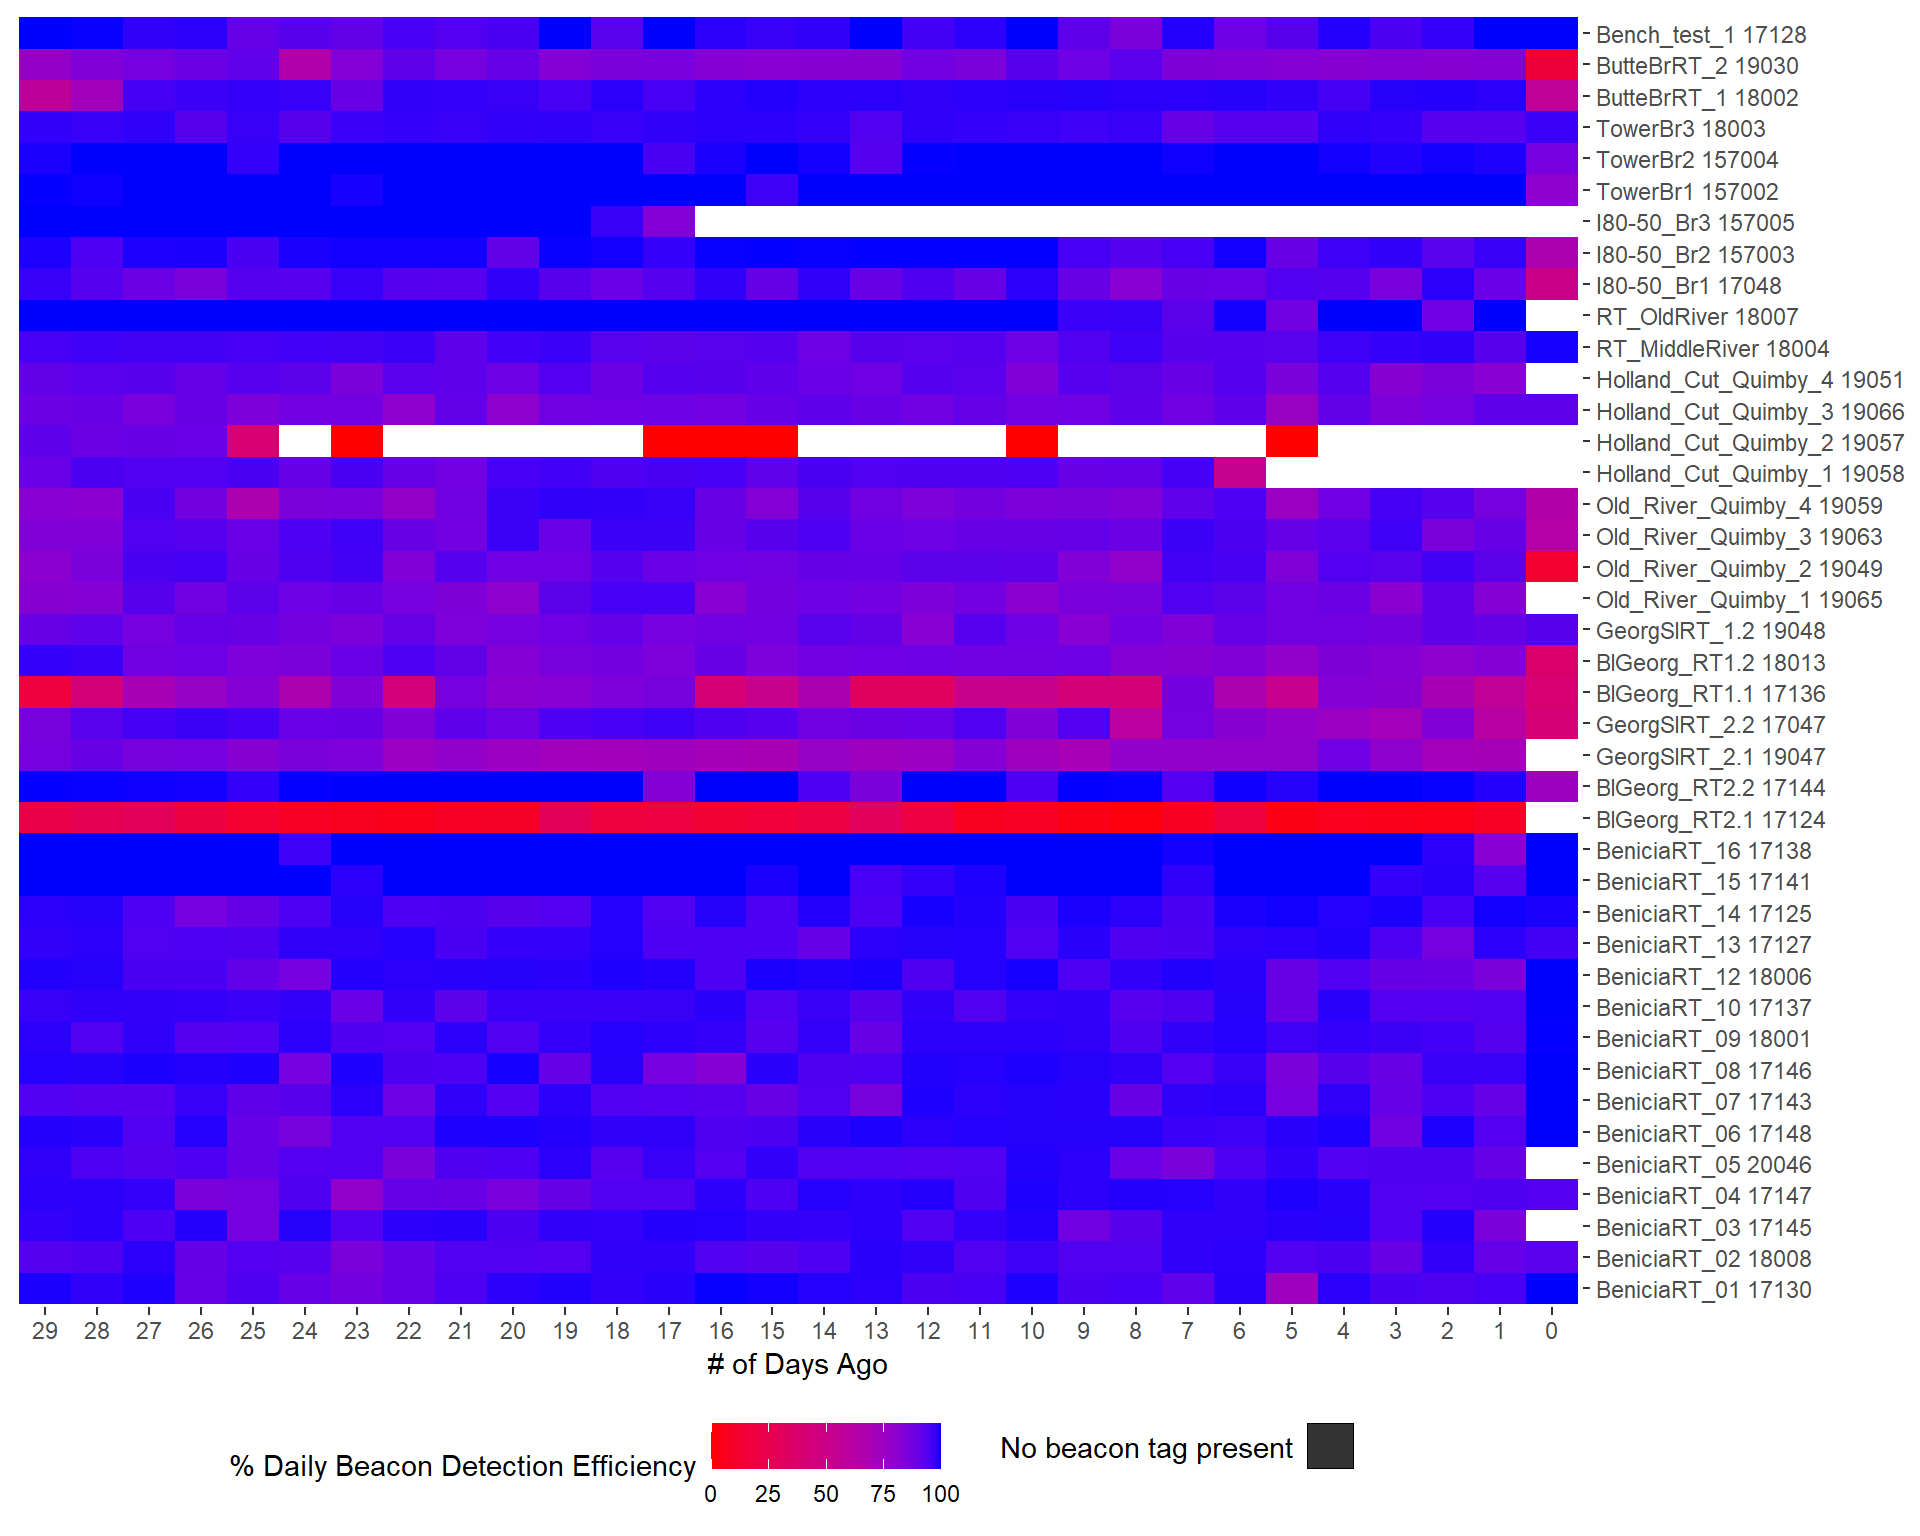 Bench_test_1 17128
ButteBrRT_2 19030
ButteBrRT_1 18002
TowerBr3 18003
TowerBr2 157004
TowerBr1 157002
I80-50_Br3 157005
I80-50_Br2 157003
I80-50_Br1 17048
RT_OldRiver 18007
RT_MiddleRiver 18004
Holland_Cut_Quimby_4 19051
Holland_Cut_Quimby_3 19066
Holland_Cut_Quimby_2 19057
Holland_Cut_Quimby_1 19058
Old_River_Quimby_4 19059
Old_River_Quimby_3 19063
Old_River_Quimby_2 19049
Old_River_Quimby_1 19065
GeorgSlRT_1.2 19048
BlGeorg_RT1.2 18013
BlGeorg_RT1.1 17136
GeorgSlRT_2.2 17047
GeorgSlRT_2.1 19047
BlGeorg_RT2.2 17144
BlGeorg_RT2.1 17124
BeniciaRT_16 17138
BeniciaRT_15 17141
BeniciaRT_14 17125
BeniciaRT_13 17127
BeniciaRT_12 18006
BeniciaRT_10 17137
BeniciaRT_09 18001
BeniciaRT_08 17146
BeniciaRT_07 17143
BeniciaRT_06 17148
BeniciaRT_05 20046
BeniciaRT_04 17147
BeniciaRT_03 17145
BeniciaRT_02 18008
BeniciaRT_01 17130
29 28 27 26 25 24 23 22 21 20 19 18 17 16 15 14 13 12 11 10 9 8 7 6 5 4 3 2 1 0
# of Days Ago
% Daily Beacon Detection Efficiency
0 25 50 75 100
No beacon tag present